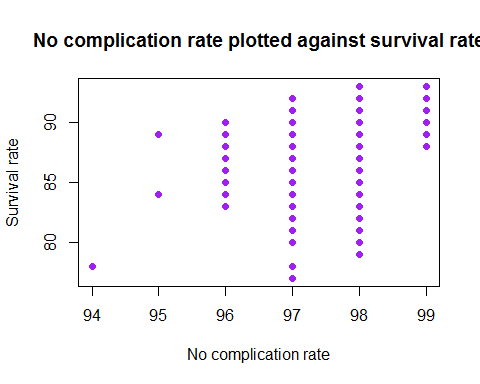 No complication rate plotted against survival rate
Survival rate
90
85
80
94 95 96 97 98 99
No complication rate